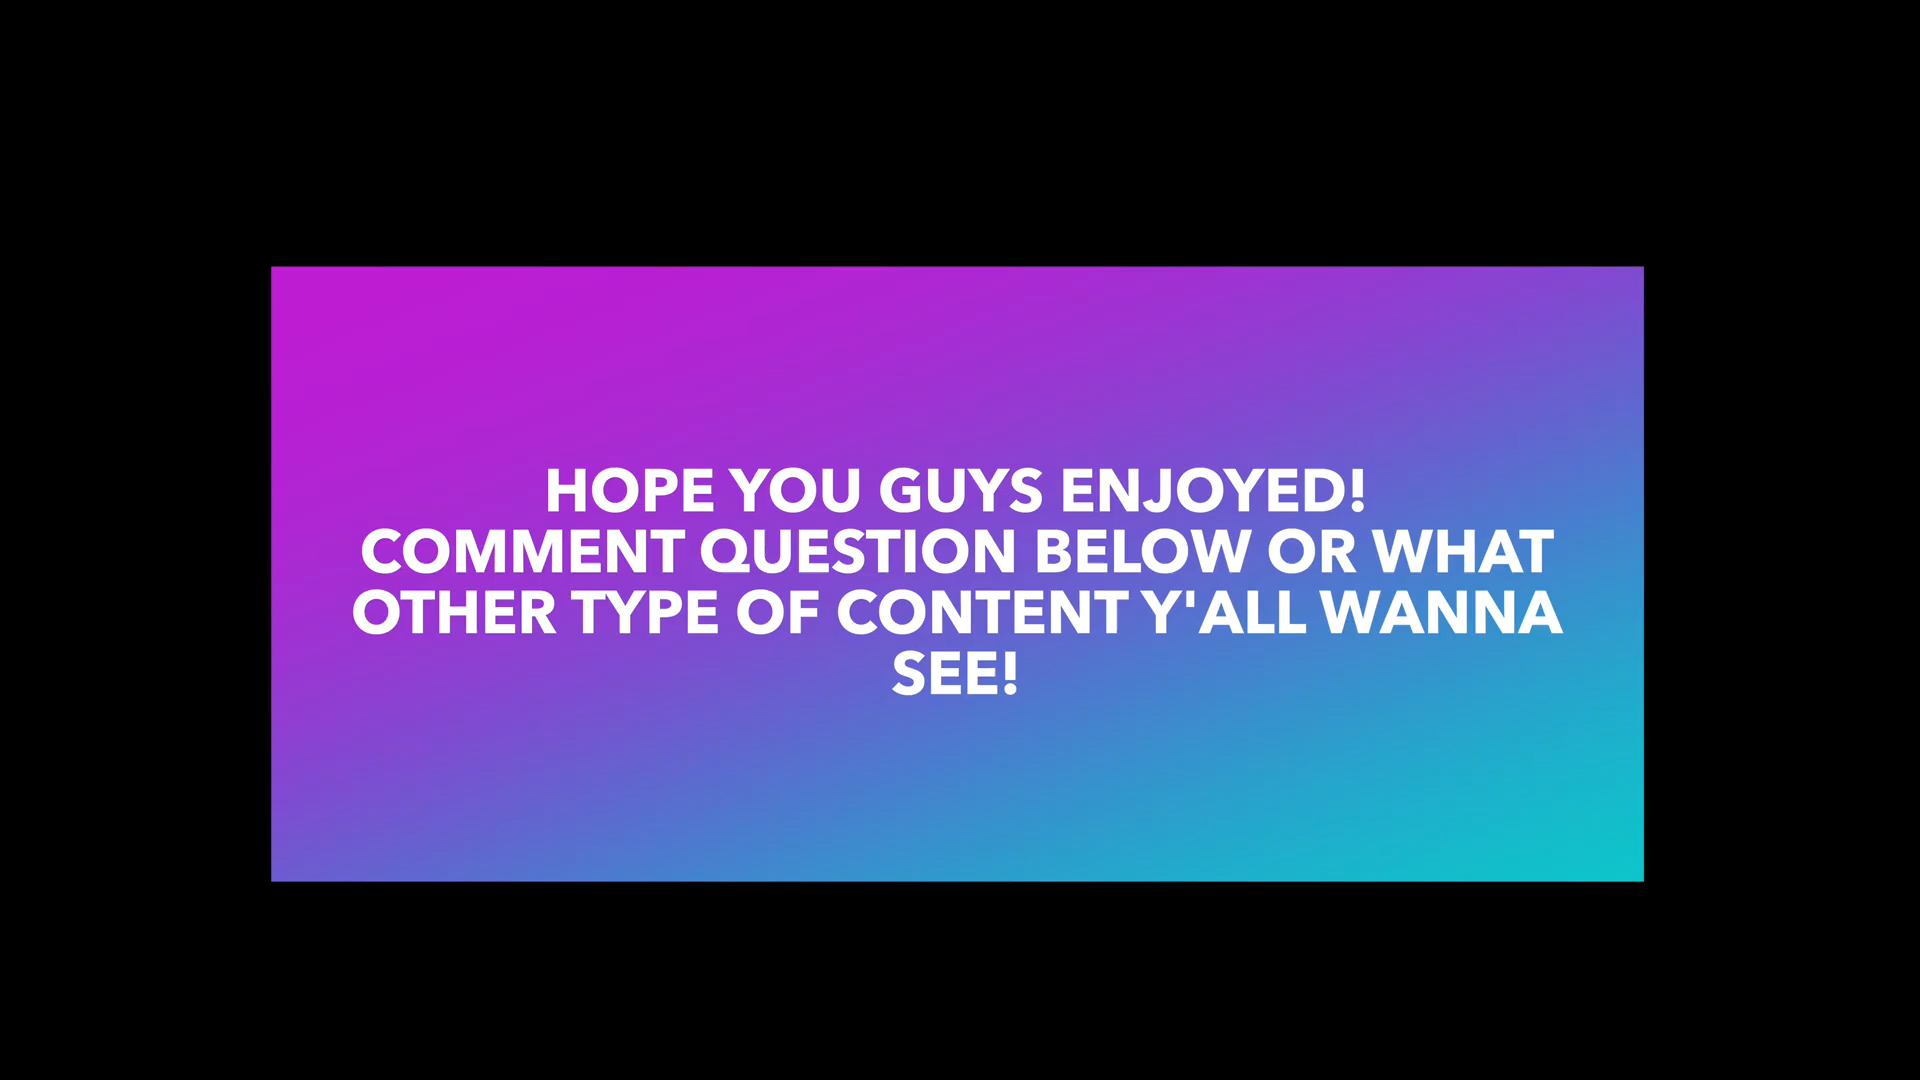 HOPE YOU GUYS ENJOYED!
COMMENT QUESTION BELOW OR WHAT
OTHER TYPE OF CONTENT Y'ALL WANNA
SEE!